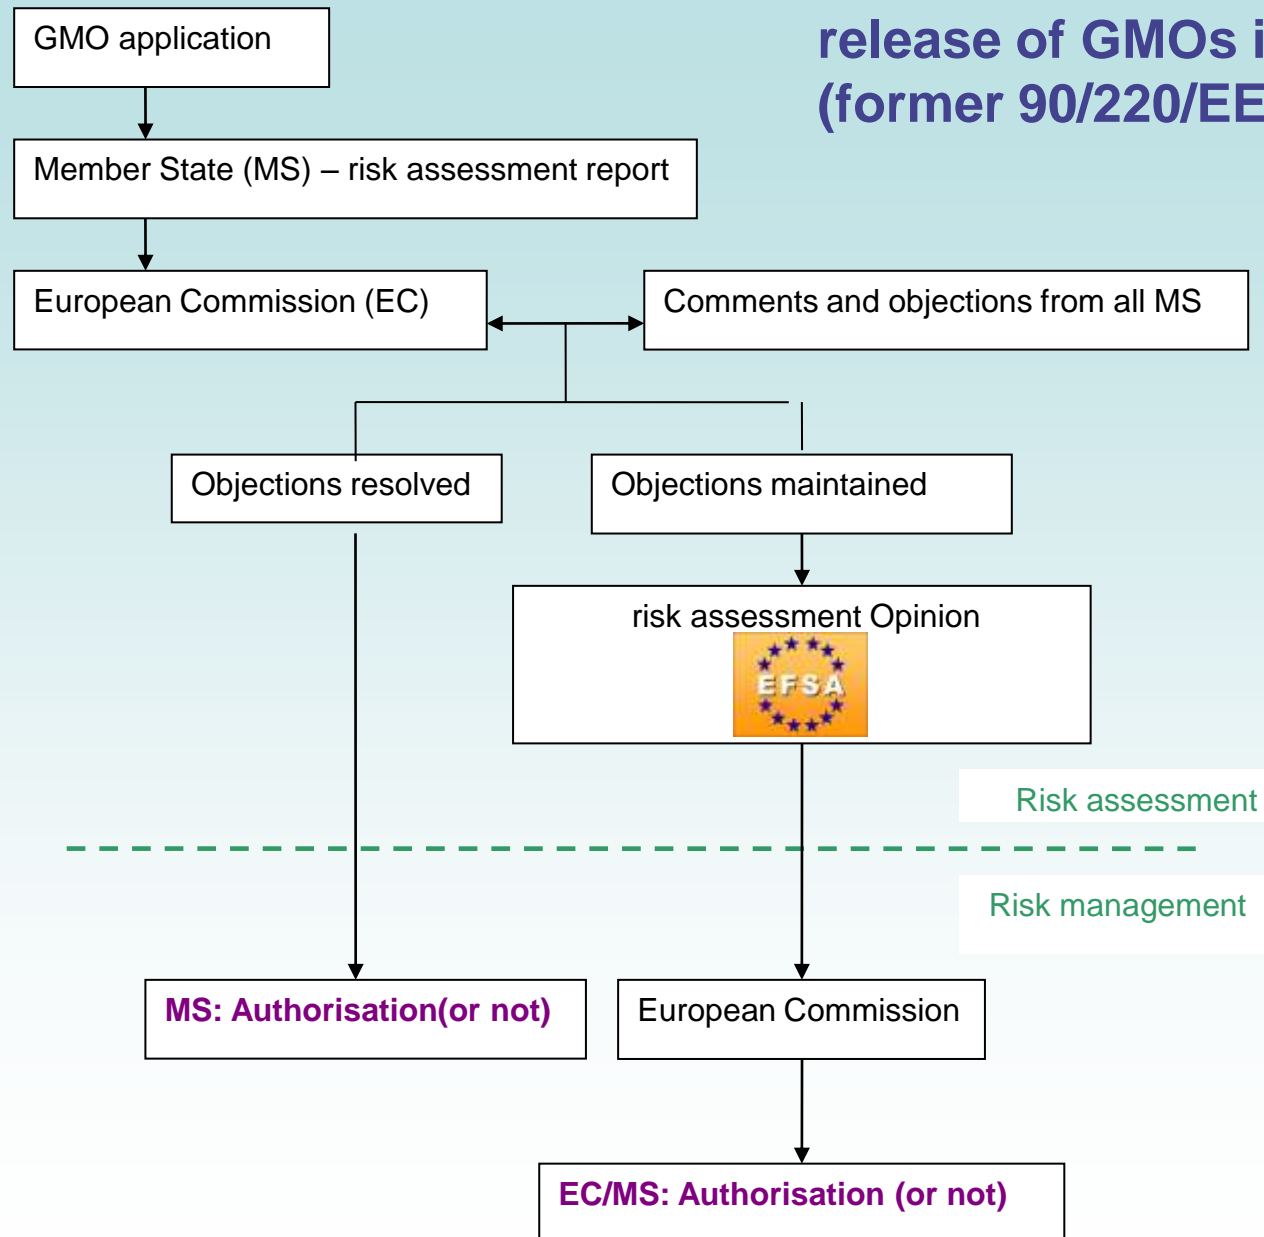 release of GMOs i
(former 90/220/EE
GMO application
Member State (MS) – risk assessment report
European Commission (EC)
Comments and objections from all MS
Objections resolved
Objections maintained
risk assessment Opinion
EFSA
Risk assessment
Risk management
MS: Authorisation(or not)
European Commission
EC/MS: Authorisation (or not)